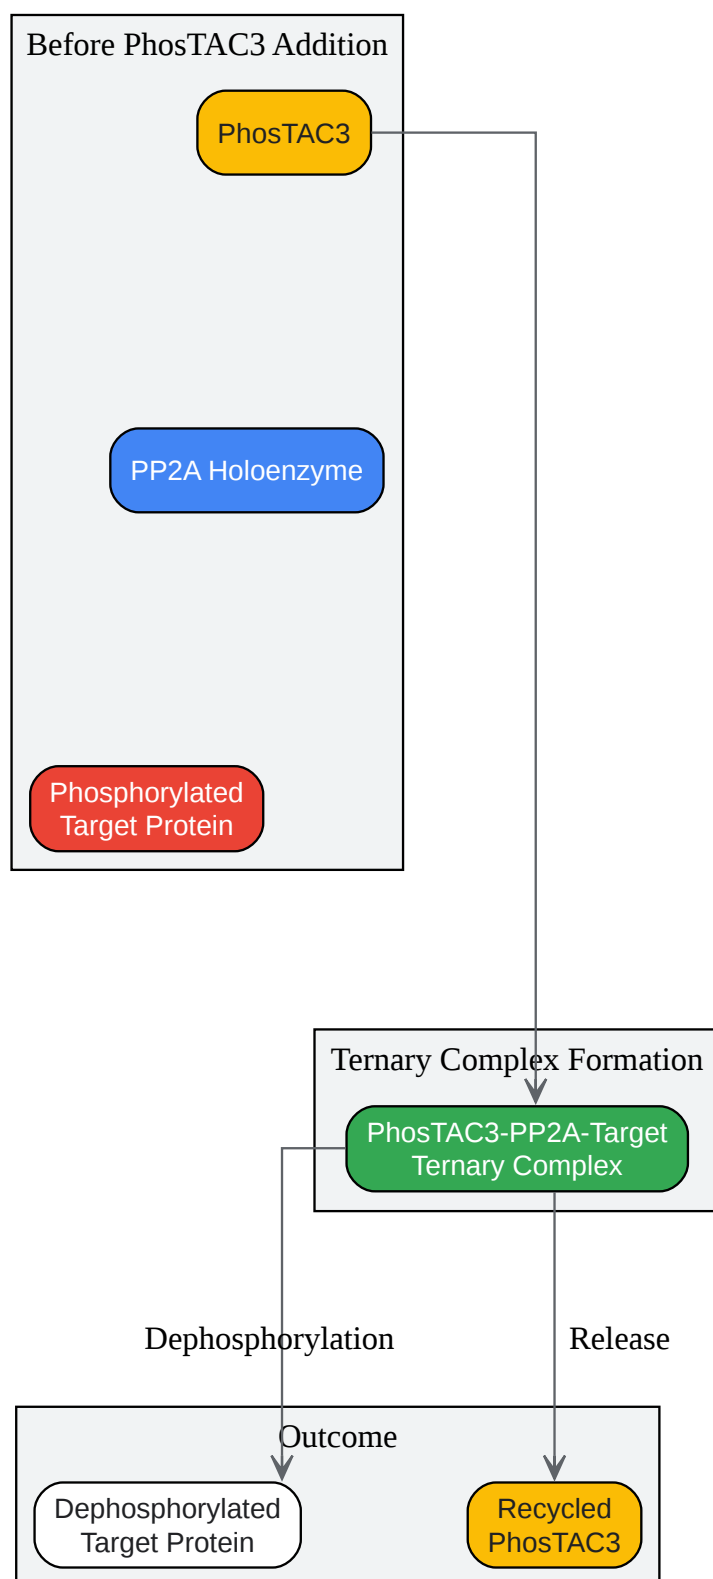 Before PhosTAC3 Addition
PhosTAC3
PP2A Holoenzyme
Phosphorylated
Target Protein
Ternary Complex Formation
PhosTAC3-PP2A-Target
Ternary Complex
Dephosphorylation
Release
Outcome
Dephosphorylated
Target Protein
Recycled
PhosTAC3